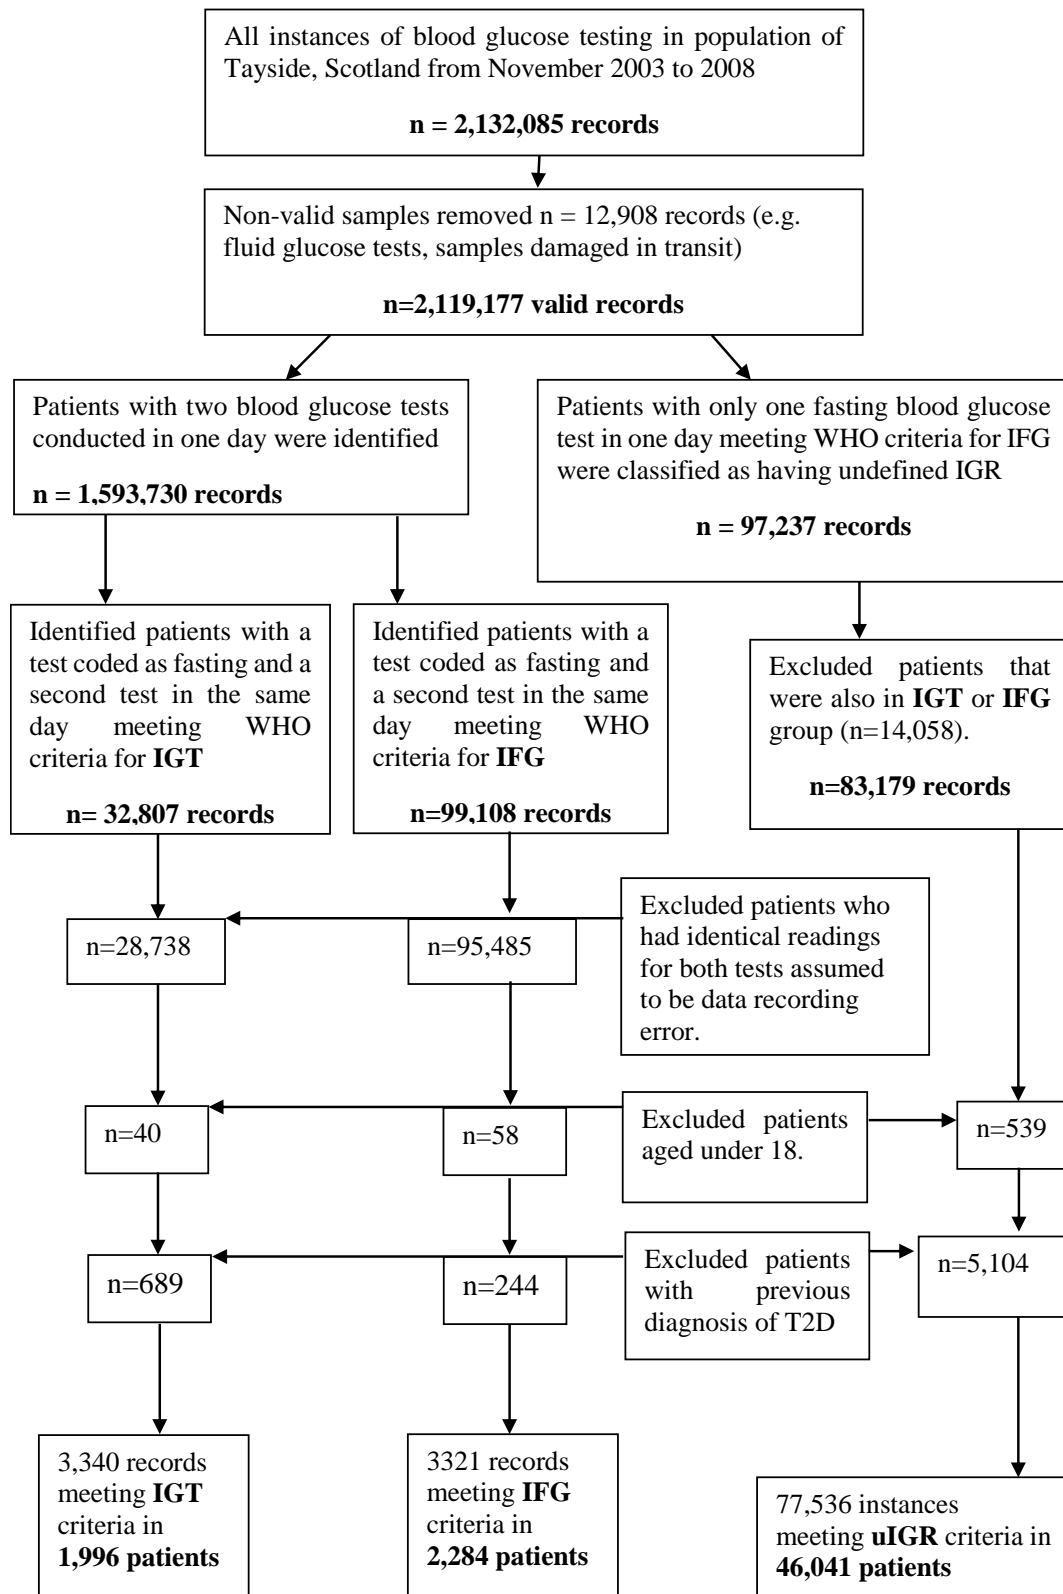 All instances of blood glucose testing in population of
Tayside, Scotland from November 2003 to 2008
n = 2,132,085 records
Non-valid samples removed n = 12,908 records (e.g.
fluid glucose tests, samples damaged in transit)
n=2,119,177 valid records
Patients with two blood glucose tests
conducted in one day were identified
n = 1,593,730 records
Patients with only one fasting blood glucose
test in one day meeting WHO criteria for IFG
were classified as having undefined IGR
n = 97,237 records
Identified patients with a
test coded as fasting and a
second test in the same
day meeting WHO
criteria for IGT
n= 32,807 records
Identified patients with a
test coded as fasting and
a second test in the same
day meeting WHO
criteria for IFG
n=99,108 records
Excluded patients that
were also in IGT or IFG
group (n=14,058).
n=83,179 records
n=28,738
n=95,485
Excluded patients who
had identical readings
for both tests assumed
to be data recording
error.
n=40
n=58
Excluded patients
aged under 18.
n=539
n=689
n=244
Excluded patients
with previous
diagnosis of T2D
n=5,104
3,340 records
meeting IGT
criteria in
1,996 patients
3321 records
meeting IFG
criteria in
2,284 patients
77,536 instances
meeting uIGR criteria in
46,041 patients